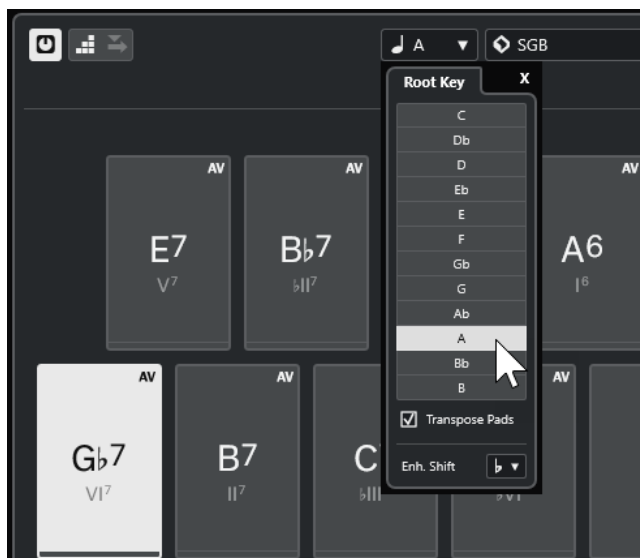 A
SGB
Root Key
X
C
Db
D
Eb
E
F
Gb
G
Ab
A
Bb
B
Transpose Pads
Enh. Shift ♭
AV
E7
V7
AV
B♭7
♭II7
AV
A6
I6
AV
G♭7
VI7
AV
B7
II7
C
♭III
AV
♭VI